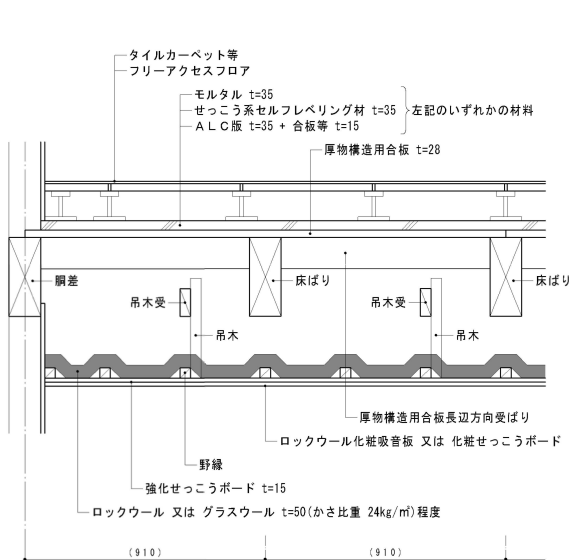 タイルカーペット等
フリーアクセスフロア
モルタル t=35
せっこう系セルフレベリング材 t=35
ＡＬＣ版 t=35 + 合板等 t=15
左記のいずれかの材料
厚物構造用合板 t=28
胴差
床ばり
床ばり
吊木受
吊木受
吊木
吊木
厚物構造用合板長辺方向受ばり
ロックウール化粧吸音板 又は 化粧せっこうボード
野縁
強化せっこうボード t=15
ロックウール 又は グラスウール t=50(かさ比重 24kg/㎥)程度
(910)
(910)